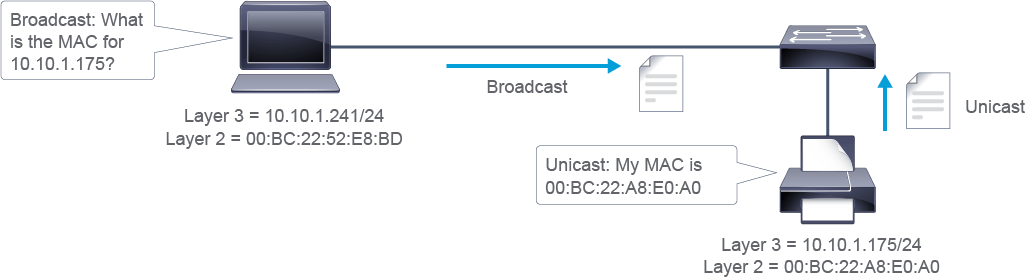 Broadcast: What
is the MAC for
10.10.1.175?
Broadcast
Layer 3 = 10.10.1.241/24
Layer 2 = 00:BC:22:52:E8:BD
Unicast
Unicast: My MAC is
00:BC:22:A8:E0:A0
Layer 3 = 10.10.1.175/24
Layer 2 = 00:BC:22:A8:E0:A0